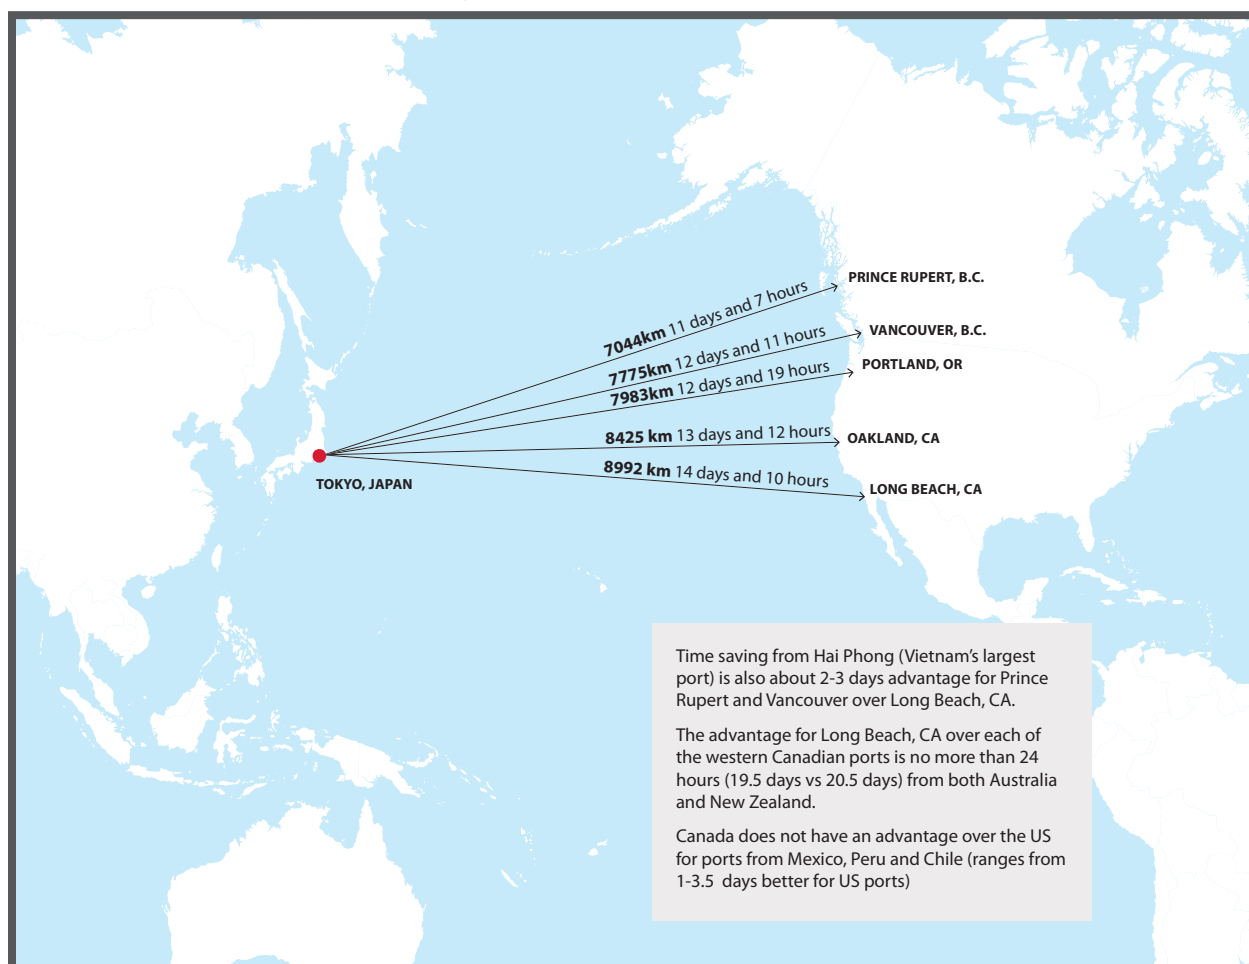 PRINCE RUPERT, B.C.
7044km 11 days and 7 hours
VANCOUVER, B.C.
7775km 12 days and 11 hours
PORTLAND, OR
7983km 12 days and 19 hours
OAKLAND, CA
8425 km 13 days and 12 hours
8992 km 14 days and 10 hours
LONG BEACH, CA
TOKYO, JAPAN
Time saving from Hai Phong (Vietnam’s largest
port) is also about 2-3 days advantage for Prince
Rupert and Vancouver over Long Beach, CA.
The advantage for Long Beach, CA over each of
the western Canadian ports is no more than 24
hours (19.5 days vs 20.5 days) from both Australia
and New Zealand.
Canada does not have an advantage over the US
for ports from Mexico, Peru and Chile (ranges from
1-3.5 days better for US ports)